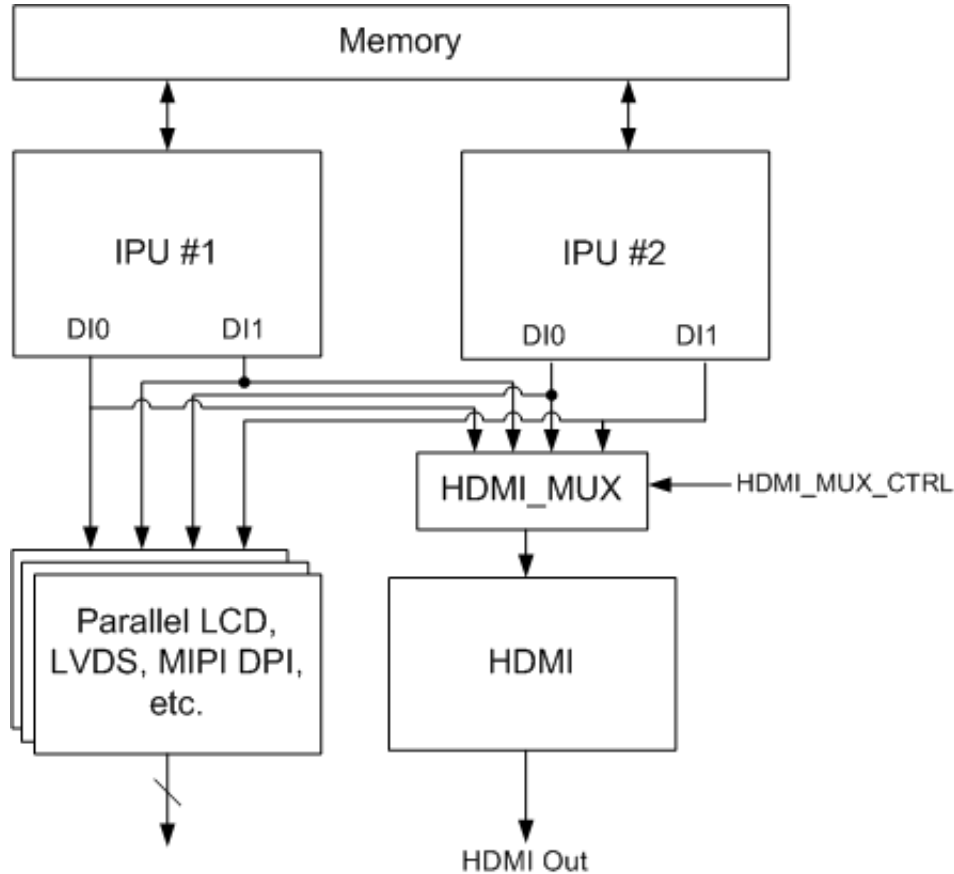 Memory
IPU #1
IPU #2
DI0
DI1
DI0
DI1
HDMI_MUX
HDMI_MUX_CTRL
Parallel LCD,
LVDS, MIPI DPI,
etc.
HDMI
HDMI Out